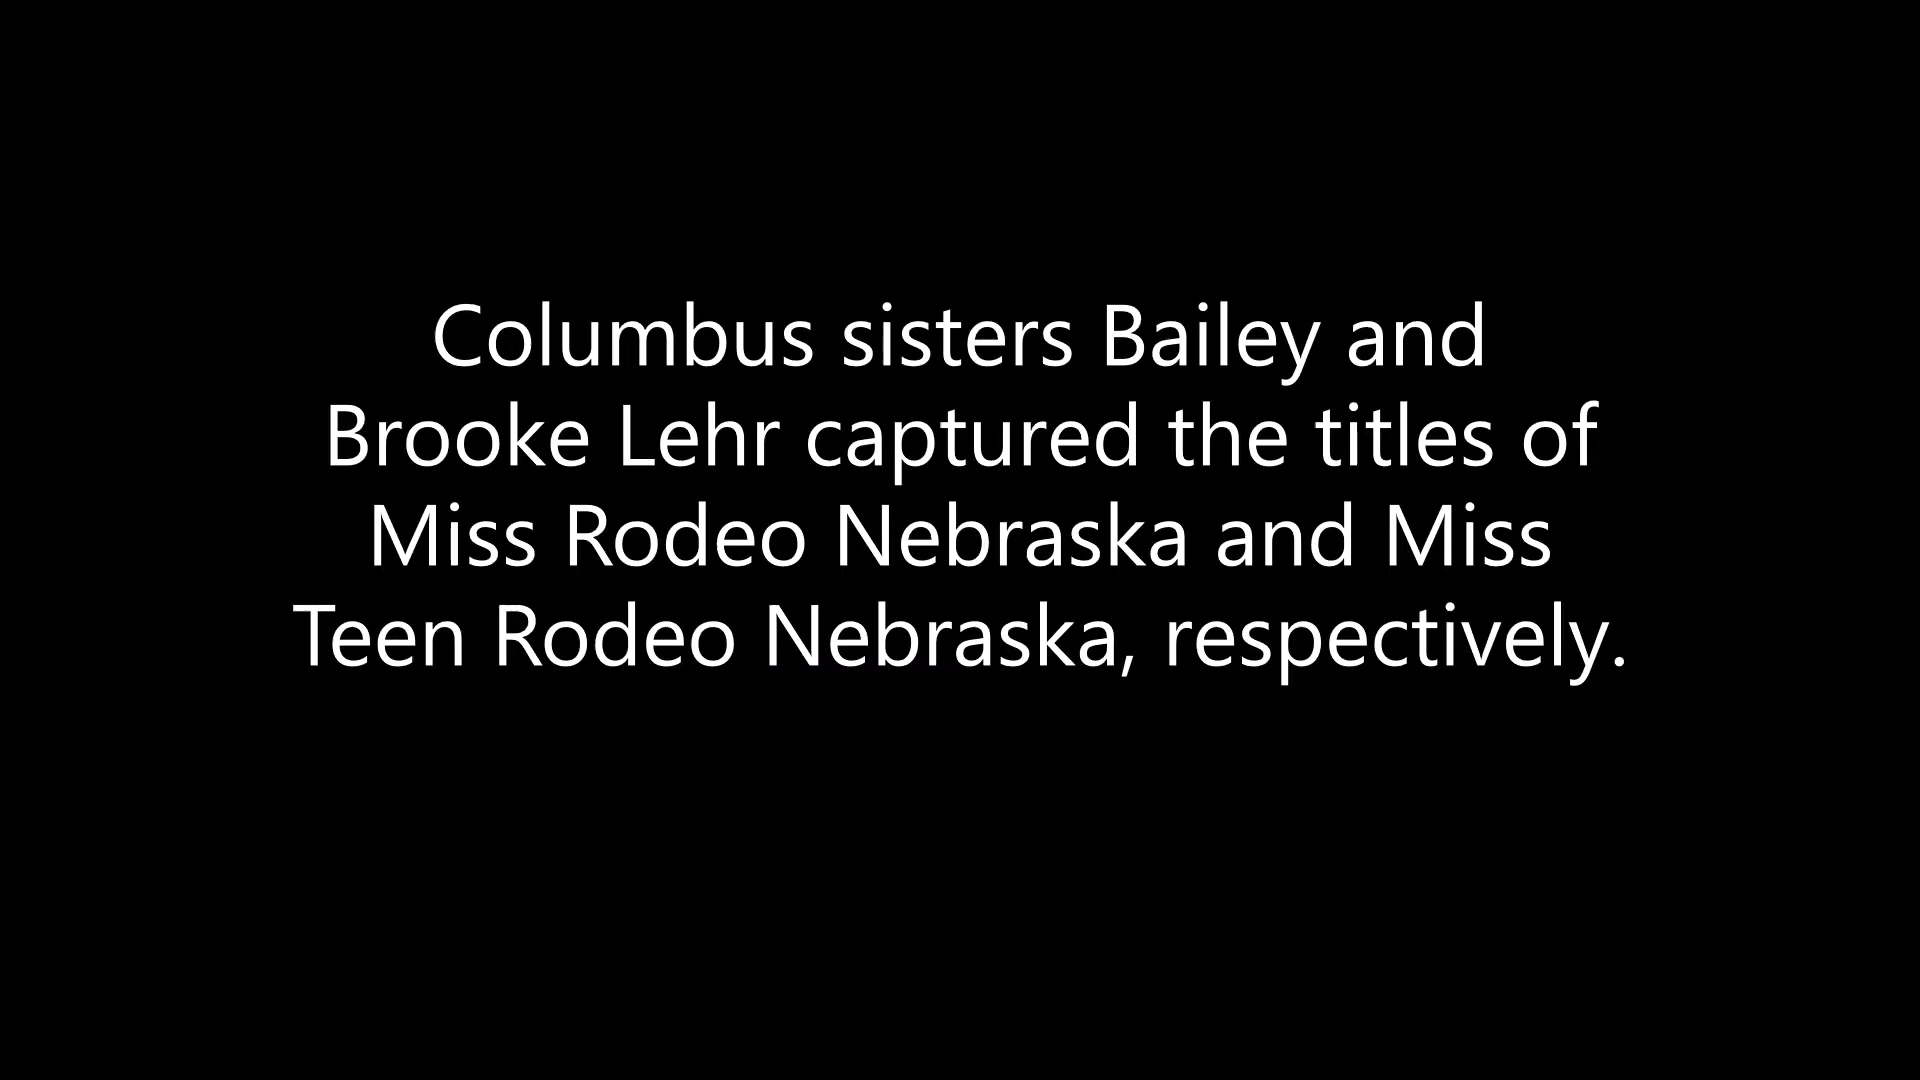 Columbus sisters Bailey and
Brooke Lehr captured the titles of
Miss Rodeo Nebraska and Miss
Teen Rodeo Nebraska, respectively.